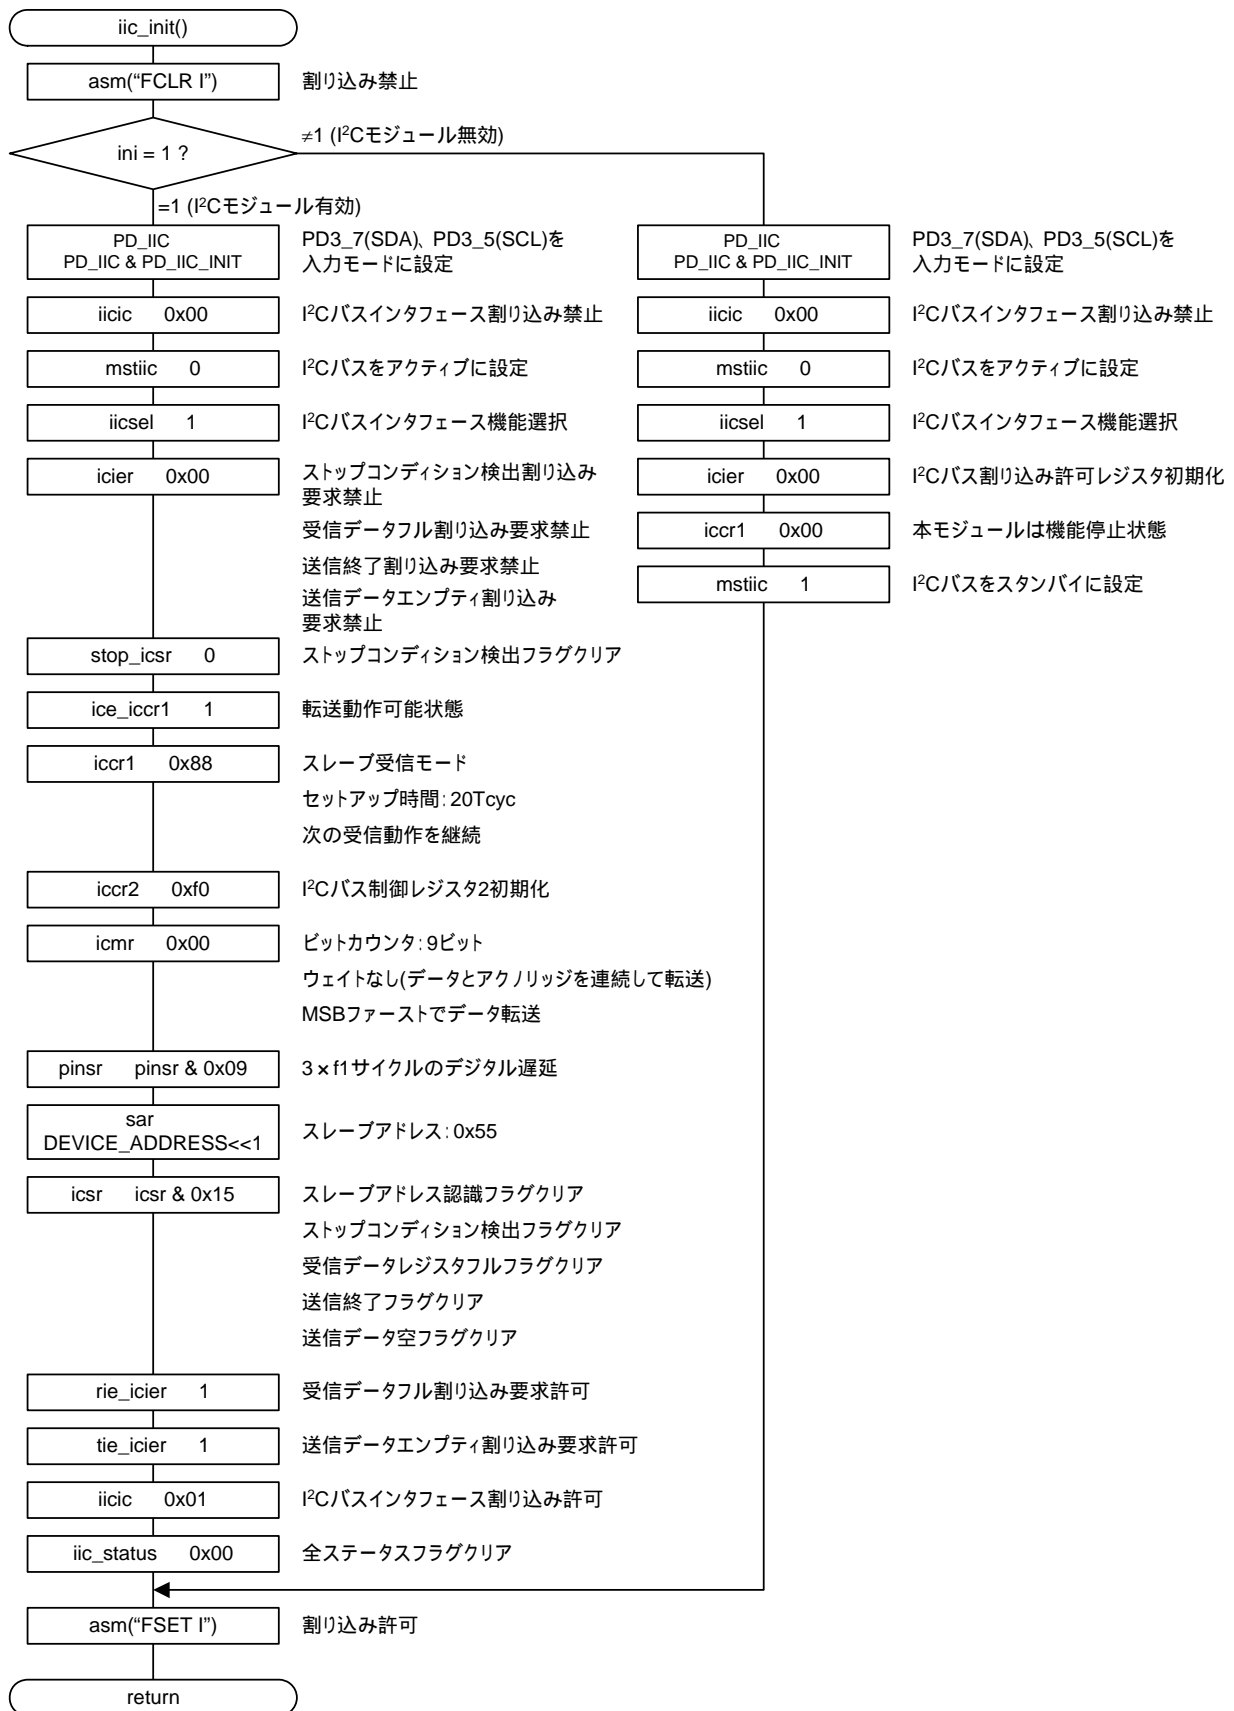 iic_init()
asm(“FCLR I”) 割り込み禁止
ini = 1 ?
≠1 (I²Cモジュール無効)
=1 (I²Cモジュール有効)
PD_IIC
PD_IIC & PD_IIC_INIT
PD3_7(SDA)、PD3_5(SCL)を
入力モードに設定
iicic 0x00 I²Cバスインタフェース割り込み禁止
mstiic 0 I²Cバスをアクティブに設定
iicsel 1 I²Cバスインタフェース機能選択
icier 0x00 ストップコンディション検出割り込み
要求禁止
受信データフル割り込み要求禁止
送信終了割り込み要求禁止
送信データエンプティ割り込み
要求禁止
stop_icsr 0 ストップコンディション検出フラグクリア
ice_iccr1 1 転送動作可能状態
iccr1 0x88 スレーブ受信モード
セットアップ時間：20Tcyc
次の受信動作を継続
iccr2 0xf0 I²Cバス制御レジスタ2初期化
icmr 0x00 ビットカウンタ：9ビット
ウェイトなし(データとアクノリッジを連続して転送)
MSBファーストでデータ転送
pinsr pinsr & 0x09 3×f1サイクルのデジタル遅延
sar
DEVICE_ADDRESS<<1
スレーブアドレス：0x55
icsr icsr & 0x15 スレーブアドレス認識フラグクリア
ストップコンディション検出フラグクリア
受信データレジスタフルフラグクリア
送信終了フラグクリア
送信データ空フラグクリア
rie_icier 1 受信データフル割り込み要求許可
tie_icier 1 送信データエンプティ割り込み要求許可
iicic 0x01 I²Cバスインタフェース割り込み許可
iic_status 0x00 全ステータスフラグクリア
PD_IIC
PD_IIC & PD_IIC_INIT
PD3_7(SDA)、PD3_5(SCL)を
入力モードに設定
iicic 0x00 I²Cバスインタフェース割り込み禁止
mstiic 0 I²Cバスをアクティブに設定
iicsel 1 I²Cバスインタフェース機能選択
icier 0x00 I²Cバス割り込み許可レジスタ初期化
iccr1 0x00 本モジュールは機能停止状態
mstiic 1 I²Cバスをスタンバイに設定
asm(“FSET I”) 割り込み許可
return